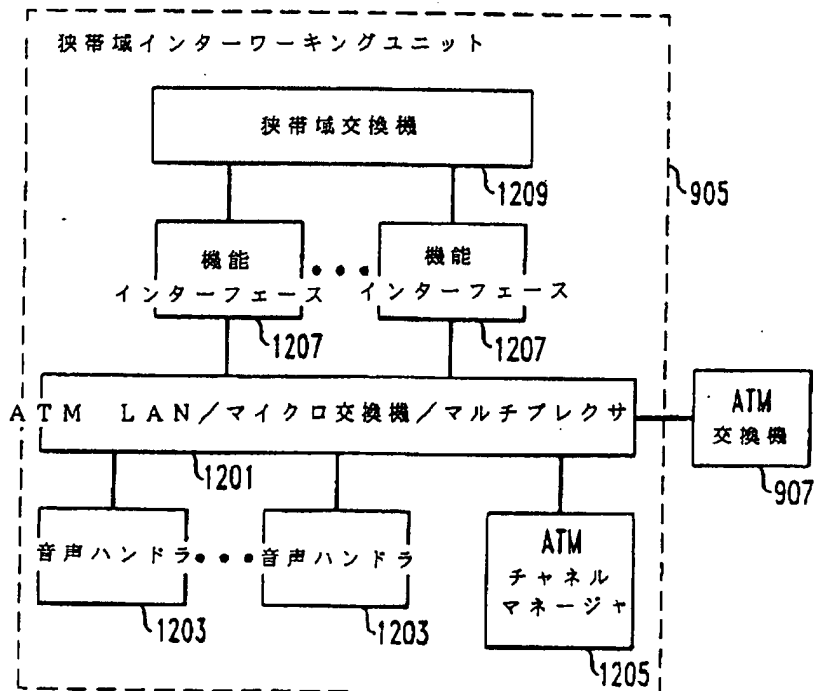 狭帯域インターワーキングユニット
狭帯域交換機
1209
905
機能
インターフェース
1207
機能
インターフェース
1207
ATM LAN/マイクロ交換機/マルチプレクサ
1201
ATM
交換機
907
音声ハンドラ
1203
音声ハンドラ
1203
ATM
チャネル
マネージャ
1205